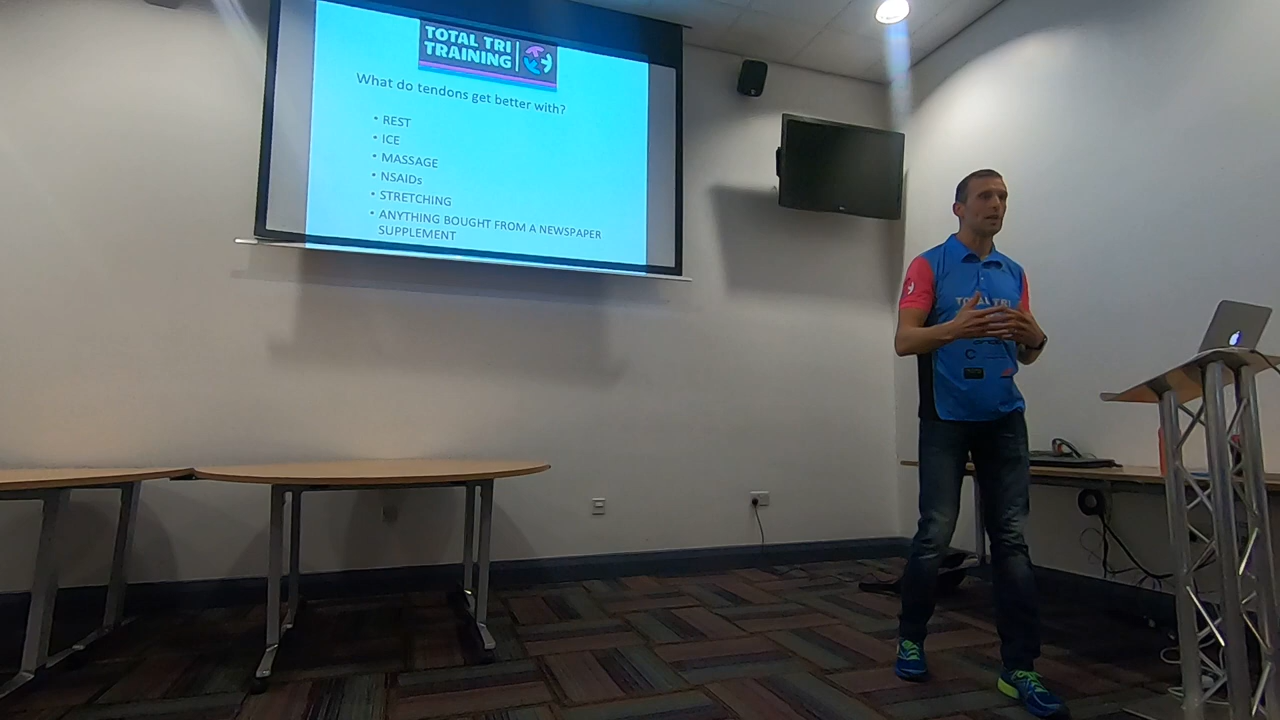 TOTAL TRI
TRAINING
What do tendons get better with?
• REST
• ICE
• MASSAGE
• NSAIDs
• STRETCHING
• ANYTHING BOUGHT FROM A NEWSPAPER
SUPPLEMENT
TOTAL TRI